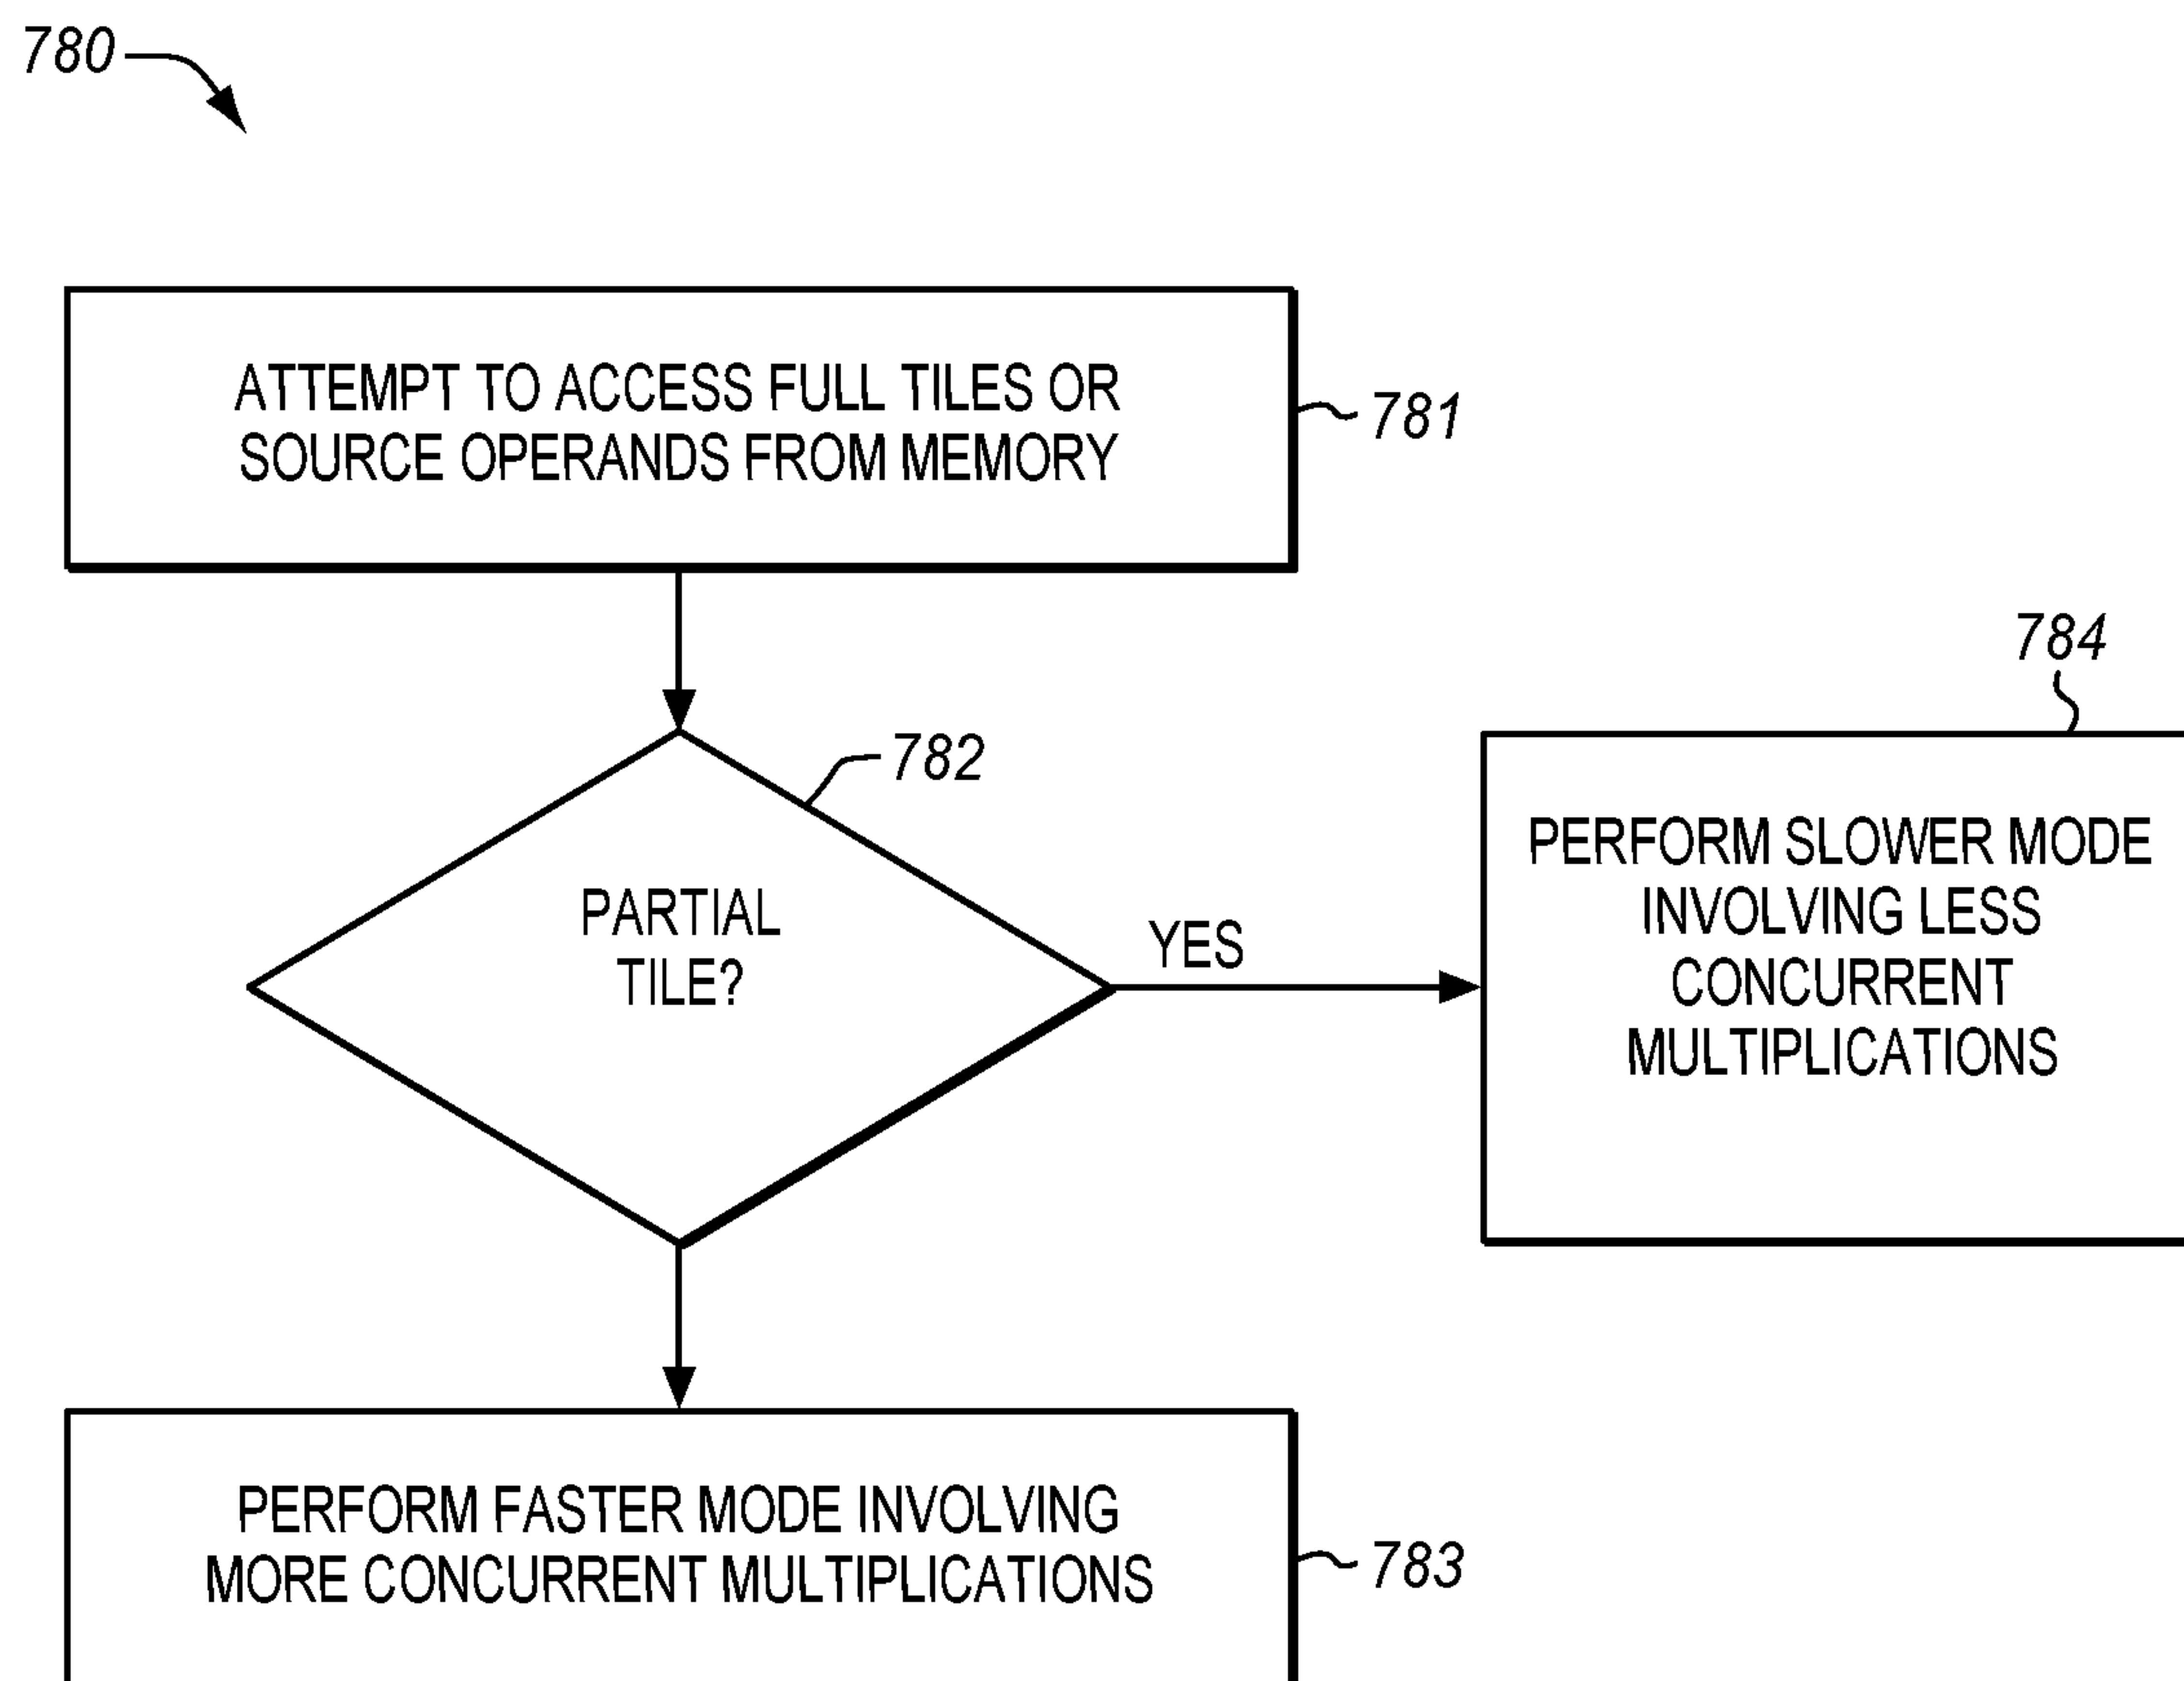 780
ATTEMPT TO ACCESS FULL TILES OR
SOURCE OPERANDS FROM MEMORY
781
782
PARTIAL
TILE?
YES
784
PERFORM SLOWER MODE
INVOLVING LESS
CONCURRENT
MULTIPLICATIONS
PERFORM FASTER MODE INVOLVING
MORE CONCURRENT MULTIPLICATIONS
783